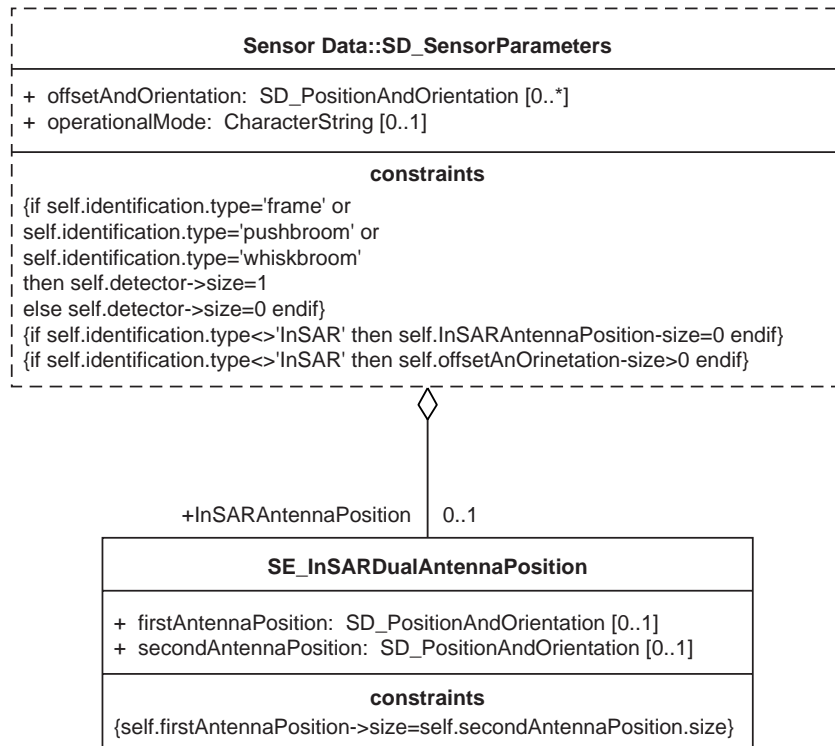 Sensor Data::SD_SensorParameters
+ offsetAndOrientation: SD_PositionAndOrientation [0..*]
+ operationalMode: CharacterString [0..1]
constraints
{if self.identification.type='frame' or
self.identification.type='pushbroom' or
self.identification.type='whiskbroom'
then self.detector->size=1
else self.detector->size=0 endif}
{if self.identification.type<>'InSAR' then self.InSARAntennaPosition-size=0 endif}
{if self.identification.type<>'InSAR' then self.offsetAnOrinetation-size>0 endif}
+InSARAntennaPosition 0..1
SE_InSARDualAntennaPosition
+ firstAntennaPosition: SD_PositionAndOrientation [0..1]
+ secondAntennaPosition: SD_PositionAndOrientation [0..1]
constraints
{self.firstAntennaPosition->size=self.secondAntennaPosition.size}